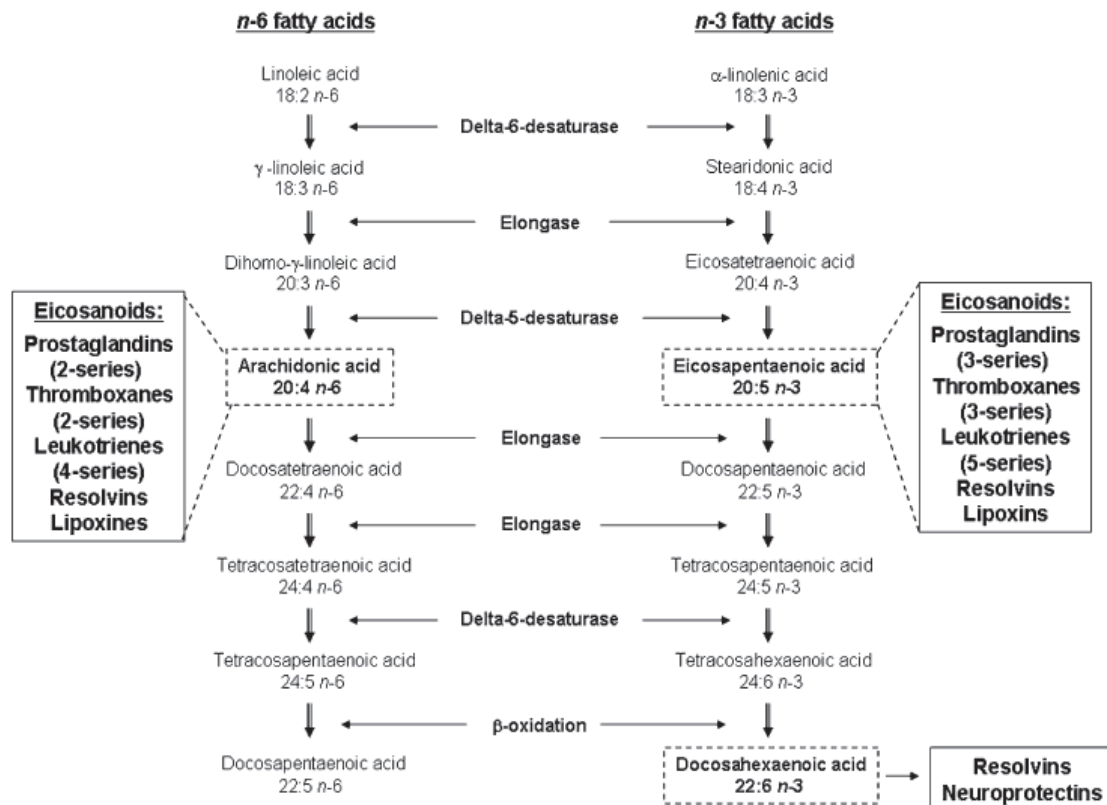 n-6 fatty acids
n-3 fatty acids
Linoleic acid
18:2 n-6
α-linolenic acid
18:3 n-3
Delta-6-desaturase
γ-linoleic acid
18:3 n-6
Stearidonic acid
18:4 n-3
Elongase
Dihomo-γ-linoleic acid
20:3 n-6
Eicosatetraenoic acid
20:4 n-3
Delta-5-desaturase
Eicosanoids:
Prostaglandins
(2-series)
Thromboxanes
(2-series)
Leukotrienes
(4-series)
Resolvins
Lipoxines
Arachidonic acid
20:4 n-6
Eicosapentaenoic acid
20:5 n-3
Eicosanoids:
Prostaglandins
(3-series)
Thromboxanes
(3-series)
Leukotrienes
(5-series)
Resolvins
Lipoxins
Elongase
Docosatetraenoic acid
22:4 n-6
Docosapentaenoic acid
22:5 n-3
Elongase
Tetracosatetraenoic acid
24:4 n-6
Tetracosapentaenoic acid
24:5 n-3
Delta-6-desaturase
Tetracosapentaenoic acid
24:5 n-6
Tetracosahexaenoic acid
24:6 n-3
β-oxidation
Docosapentaenoic acid
22:5 n-6
Docosahexaenoic acid
22:6 n-3
Resolvins
Neuroprotectins